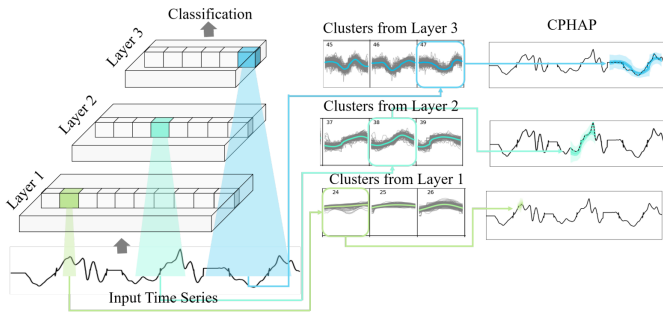 Classification
Layer 3
Layer 2
Layer 1
Input Time Series
Clusters from Layer 3
45 46 47
Clusters from Layer 2
37 38 39
Clusters from Layer 1
24 25 26
CPHAP